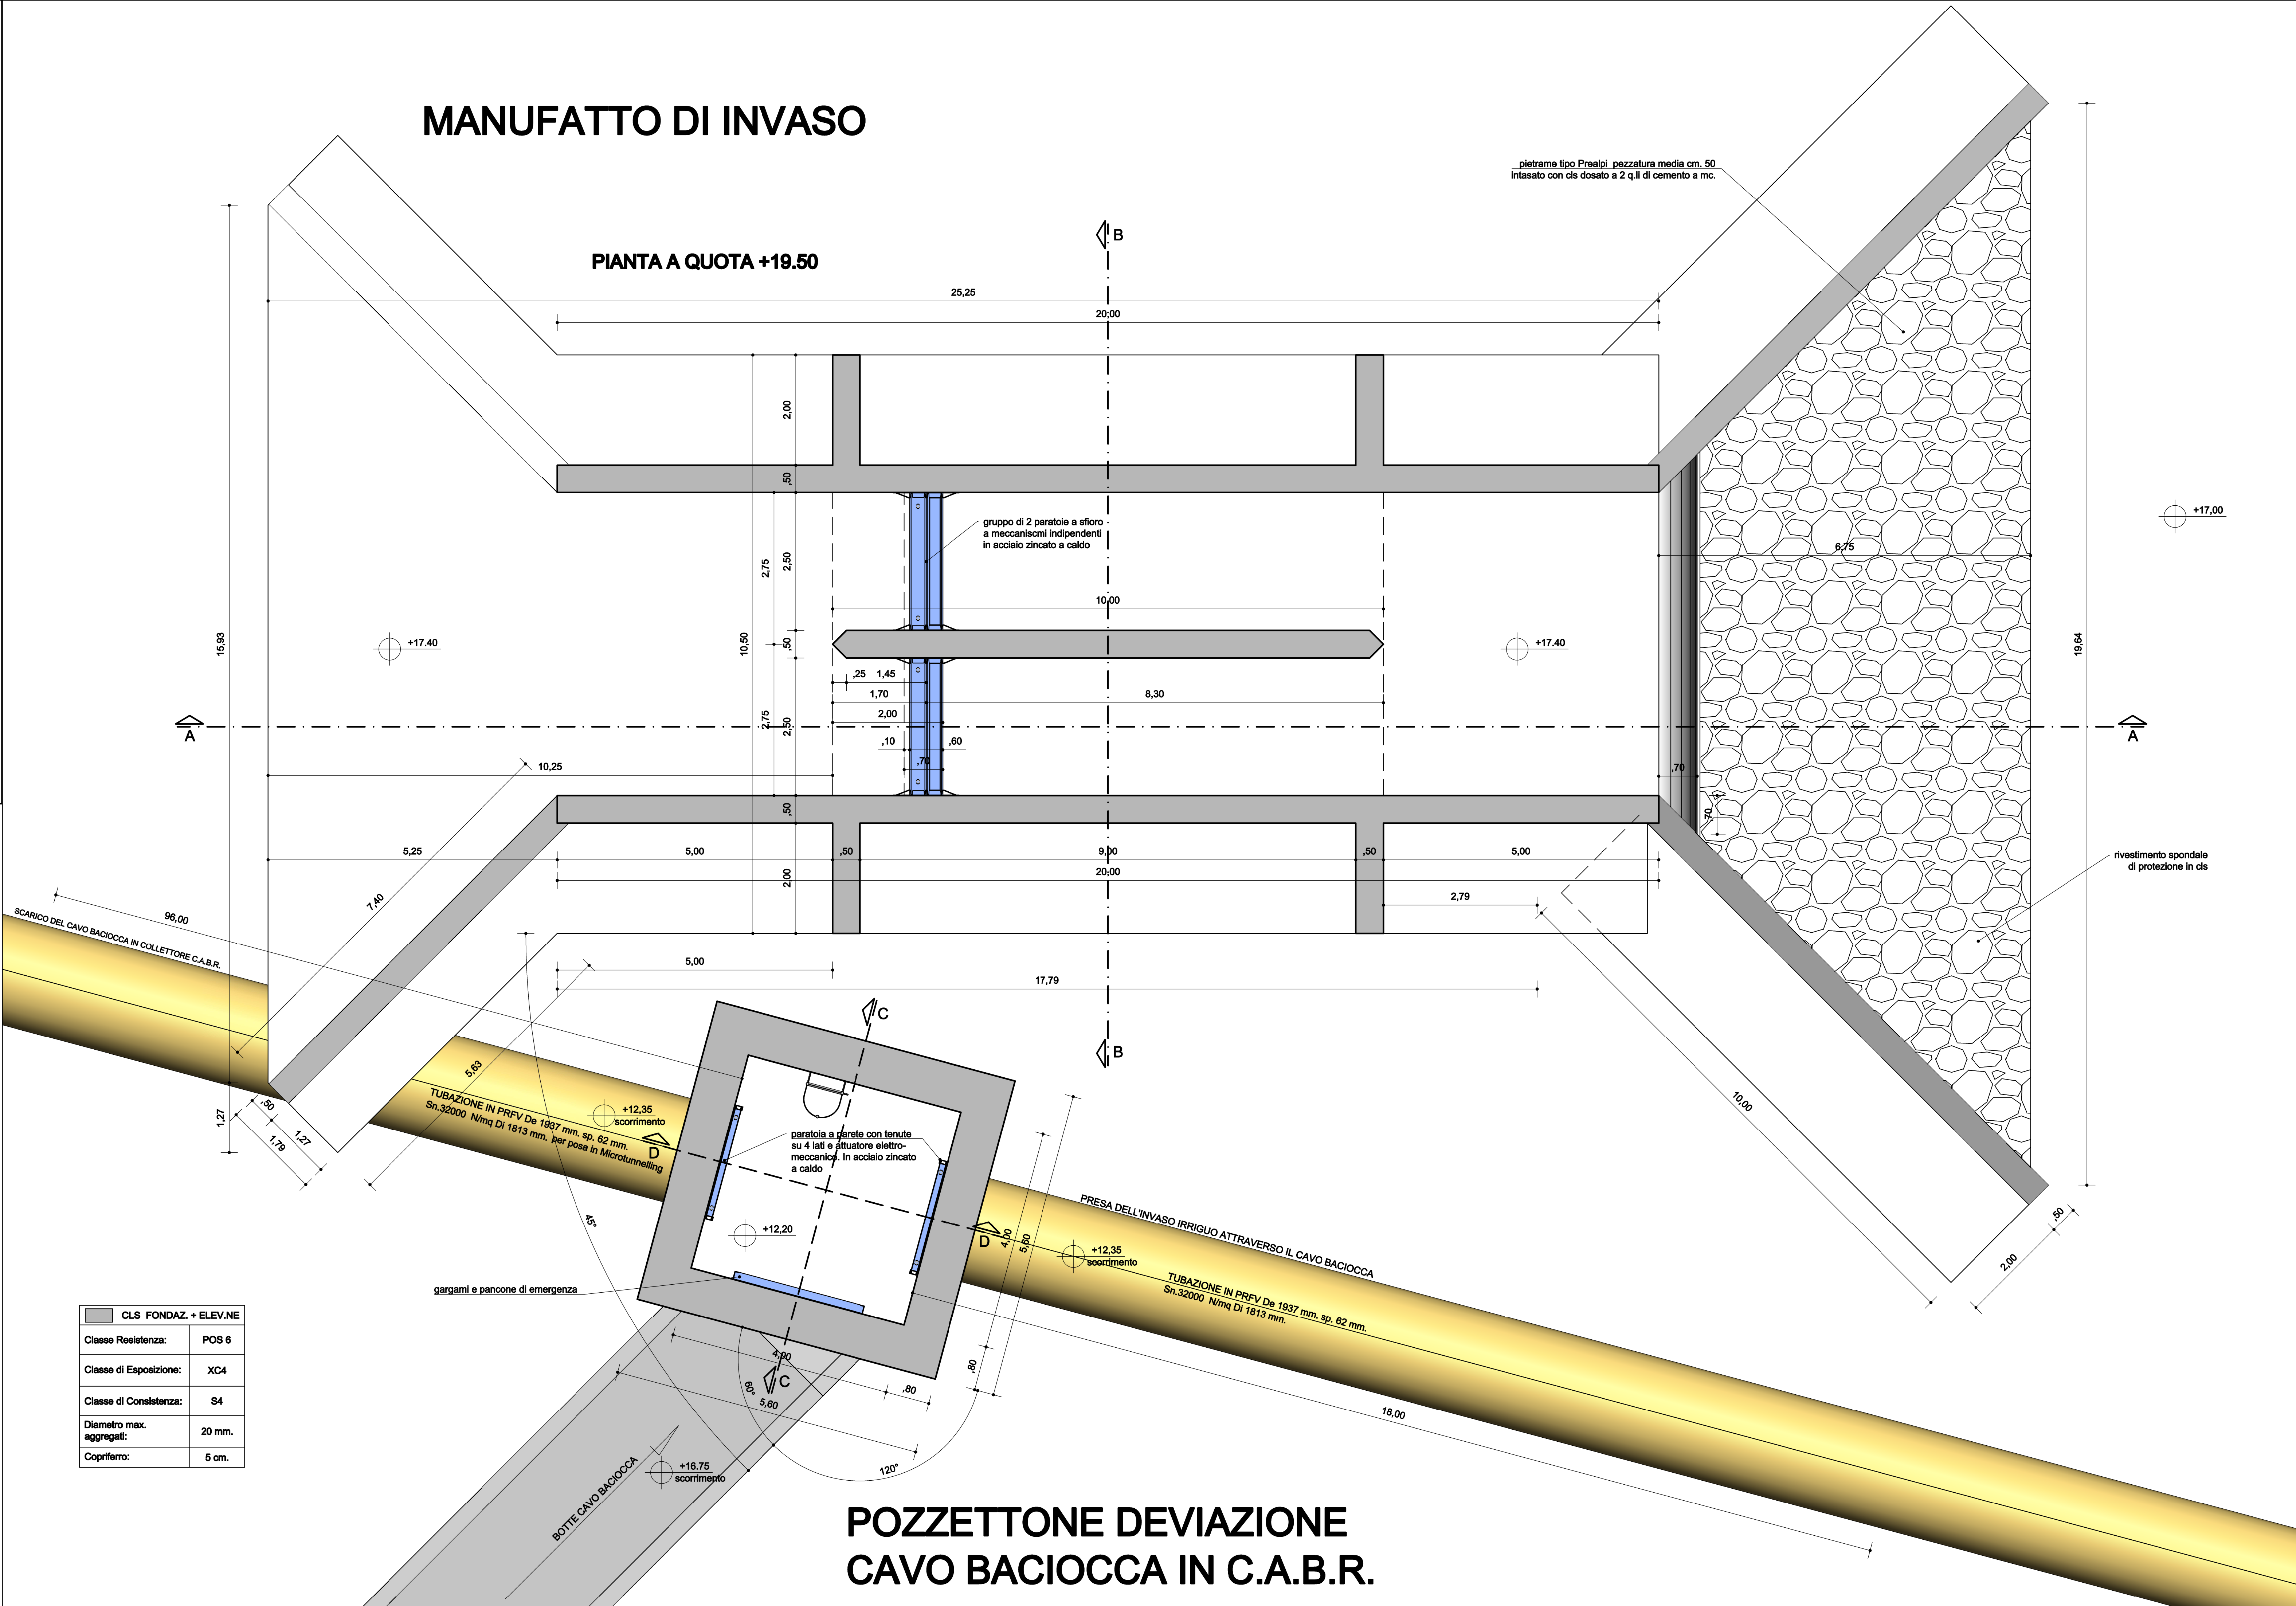 MANUFATTO DI INVASO
pietrame tipo Prealpi pezzatura media cm. 50
intasato con cls dosato a 2 q.li di cemento a mc.
B
PIANTA A QUOTA +19.50
25,25
20,00
2,00
,50
gruppo di 2 paratoie a sfioro
a meccaniscmi indipendenti
in acciaio zincato a caldo
+17,00
6,75
2,75
2,50
10,00
15,93
10,50
,50
+17.40
+17.40
19,64
,25
1,45
1,70
8,30
2,00
2,75
2,50
A
A
,10
,60
,70
10,25
,70
,50
,70
5,25
5,00
,50
9,00
,50
5,00
20,00
2,00
rivestimento spondale
di protezione in cls
7,40
2,79
96,00
SCARICO DEL CAVO BACIOCCA IN COLLETTORE C.A.B.R.
5,00
17,79
C
B
5,63
TUBAZIONE IN PRFV De 1937 mm. sp. 62 mm.
Sn.32000 N/mq Di 1813 mm. per posa in Microtunnelling
+12,35
scorrimento
D
1,27
,50
1,27
1,79
paratoia a parete con tenute
su 4 lati e attuatore elettro-
meccanico. In acciaio zincato
a caldo
10,00
45°
+12,20
D
4,00
5,60
PRESA DELL'INVASO IRRIGUO ATTRAVERSO IL CAVO BACIOCCA
+12,35
scorrimento
TUBAZIONE IN PRFV De 1937 mm. sp. 62 mm.
Sn.32000 N/mq Di 1813 mm.
,50
2,00
gargami e pancone di emergenza
CLS FONDAZ. + ELEV.NE
Classe Resistenza: POS 6
Classe di Esposizione: XC4
Classe di Consistenza: S4
Diametro max.
aggregati: 20 mm.
Copriferro: 5 cm.
4,00
,80
C
60°
,80
5,60
18,00
120°
+16.75
scorrimento
BOTTE CAVO BACIOCCA
POZZETTONE DEVIAZIONE
CAVO BACIOCCA IN C.A.B.R.